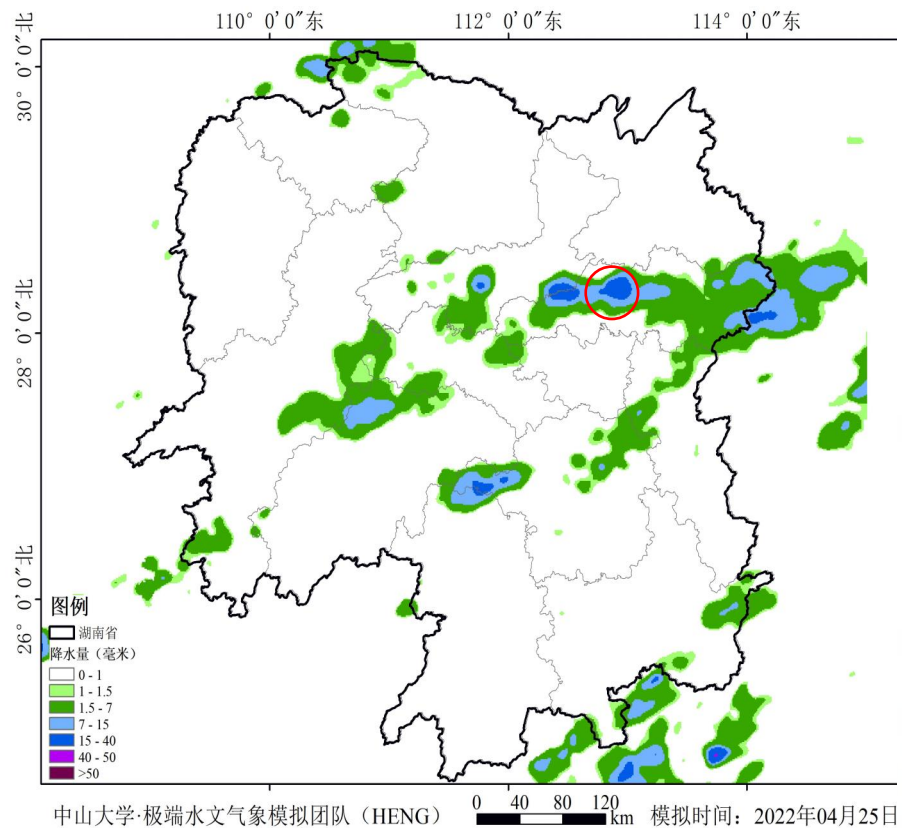 110° 0'0"东
112° 0'0"东
114° 0'0"东
30° 0'0"北
28° 0'0"北
26° 0'0"北
图例
湖南省
降水量（毫米）
0 - 1
1 - 1.5
1.5 - 7
7 - 15
15 - 40
40 - 50
>50
中山大学·极端水文气象模拟团队（HENG）
0 40 80 120
km
模拟时间：2022年04月25日